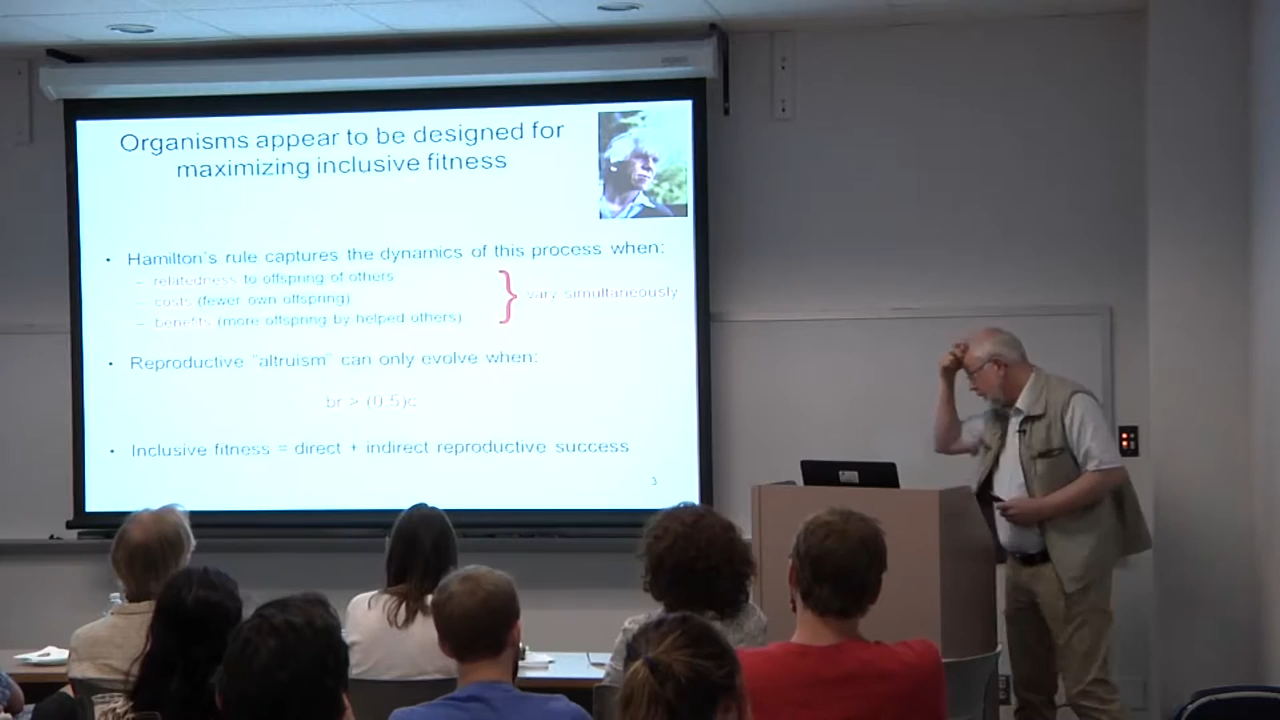 Organisms appear to be designed for
maximizing inclusive fitness
• Hamilton's rule captures the dynamics of this process when:
– relatedness to offspring of others
– costs (fewer own offspring)
– benefits (more offspring by helped others)
} vary simultaneously
• Reproductive "altruism" can only evolve when:
br > (0.5)c
• Inclusive fitness = direct + indirect reproductive success
3